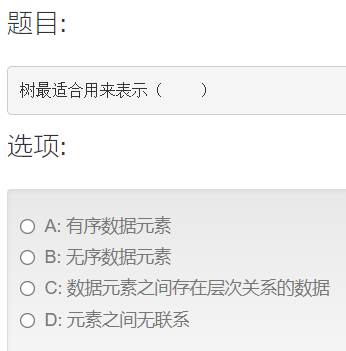 题目:
树最适合用来表示（　　）
选项:
A: 有序数据元素
B: 无序数据元素
C: 数据元素之间存在层次关系的数据
D: 元素之间无联系